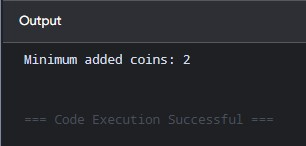 Output
Minimum added coins: 2
=== Code Execution Successful ===